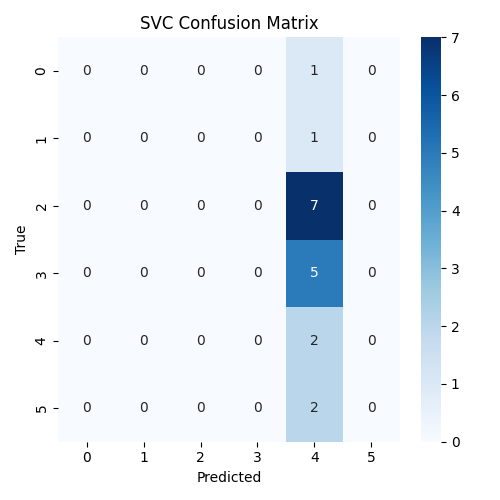 SVC Confusion Matrix
0 0 0 0 0 1 0
1 0 0 0 0 1 0
2 0 0 0 0 7 0
3 0 0 0 0 5 0
4 0 0 0 0 2 0
5 0 0 0 0 2 0
0 1 2 3 4 5
True
Predicted
7
6
5
4
3
2
1
0